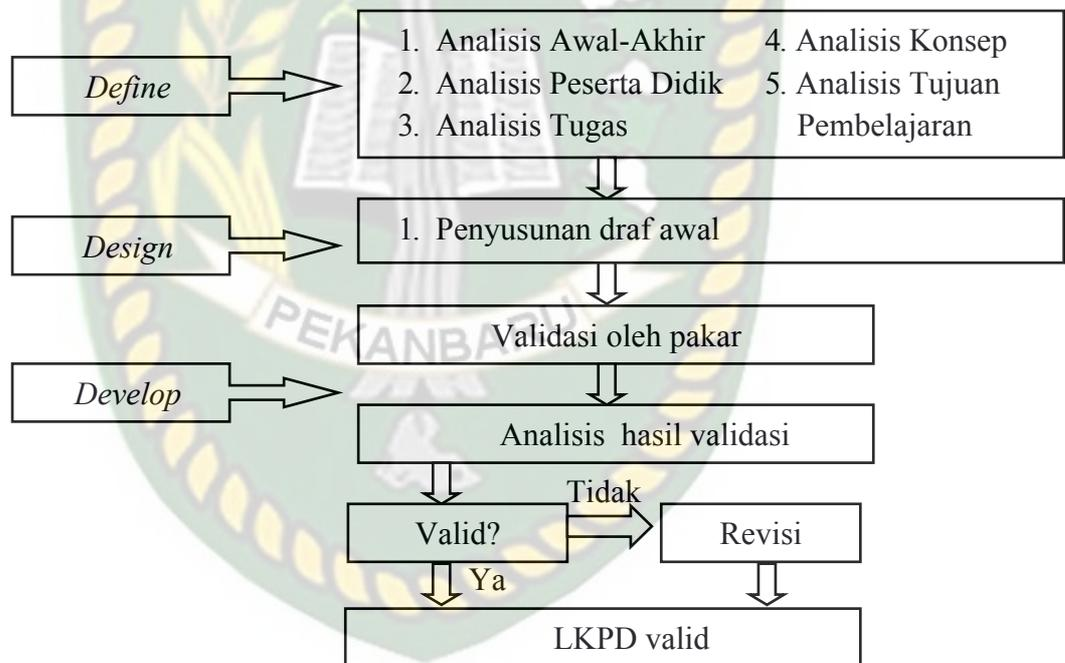 Define
1. Analisis Awal-Akhir
2. Analisis Peserta Didik
3. Analisis Tugas
4. Analisis Konsep
5. Analisis Tujuan
Pembelajaran
Design
1. Penyusunan draf awal
PEKANBARU
Validasi oleh pakar
Develop
Analisis hasil validasi
Tidak
Valid?
Revisi
Ya
LKPD valid